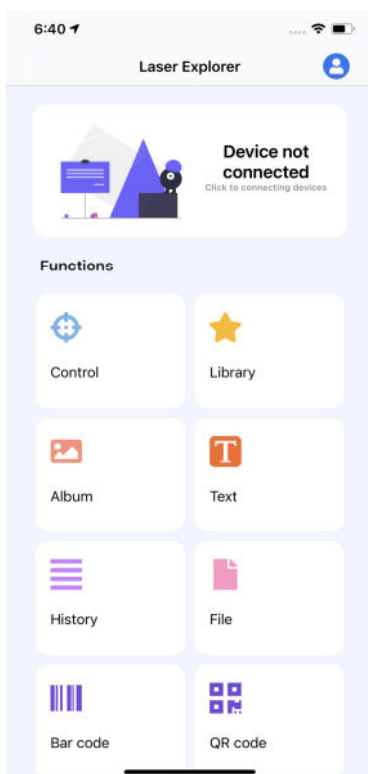 6:40
Laser Explorer
Device not
connected
Click to connecting devices
Functions
Control
Library
Album
Text
History
File
Bar code
QR code